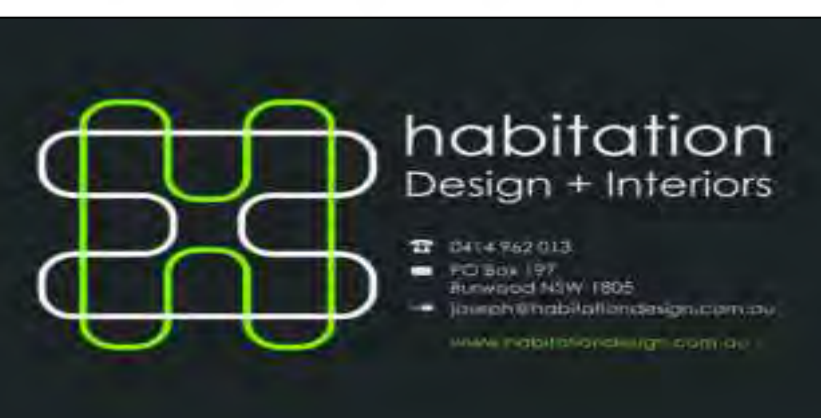 habitation
Design + Interiors
0414 962 013
PO Box 197
Burwood NSW 1805
joseph@habitationdesign.com.au
www.habitationdesign.com.au